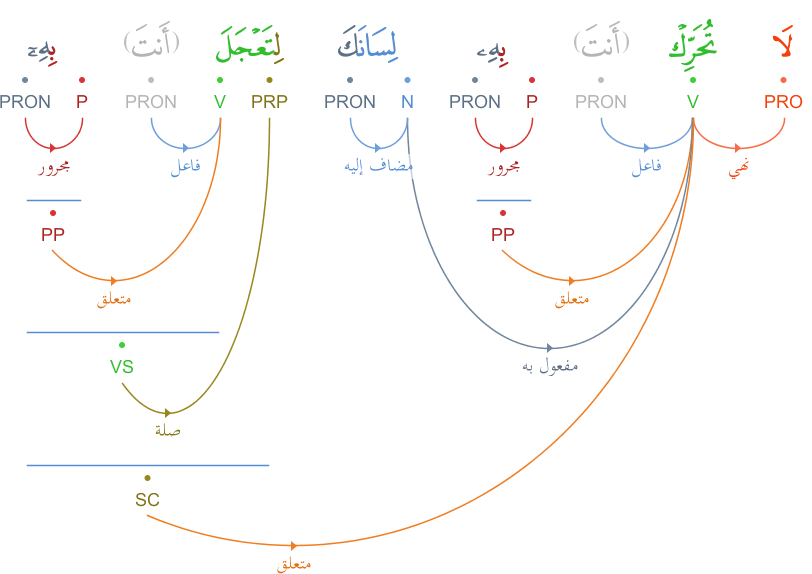 لَا تُحَرِّكْ (أَنتَ) بِهِۦ لِسَانَكَ لِتَعْجَلَ (أَنتَ) بِهِۦٓ
PRON P PRON V PRP PRON N PRON P PRON V PRO
مجرور فاعل مضاف إليه مجرور فاعل نهي
PP PP
متعلق متعلق
VS مفعول به
صلة
SC
متعلق